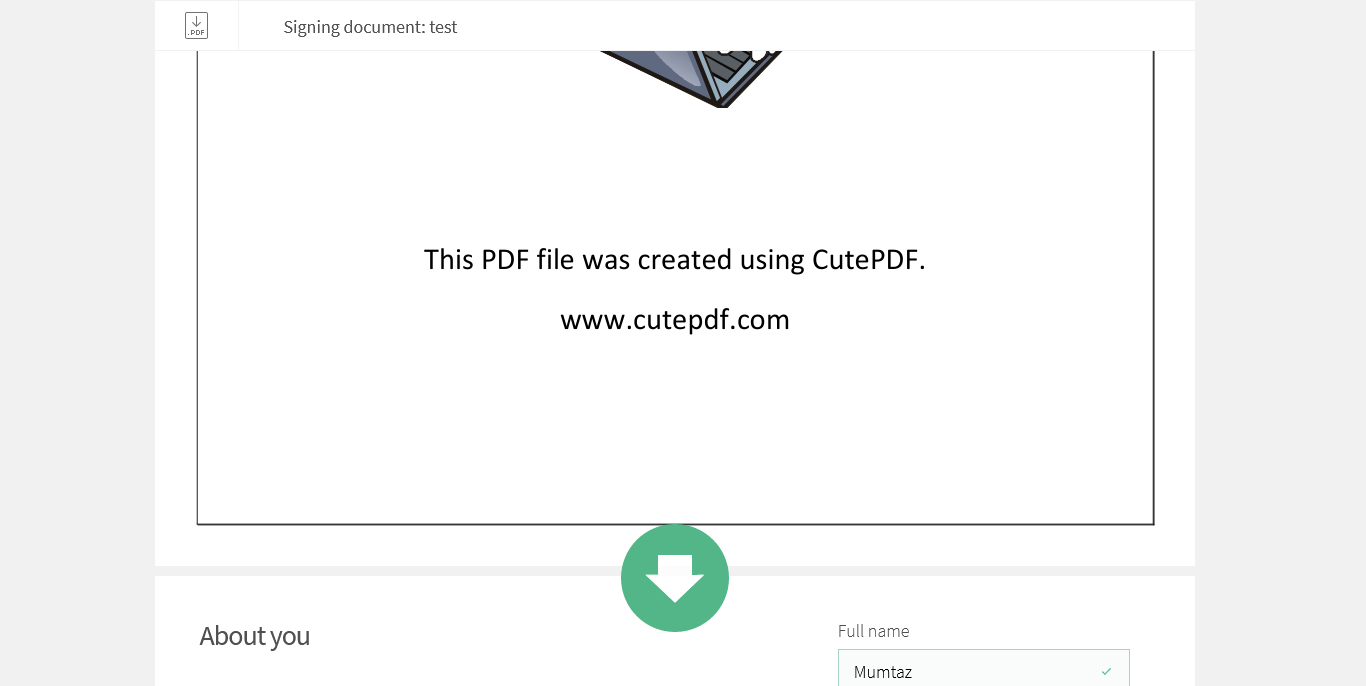 .PDF
Signing document: test
This PDF file was created using CutePDF.
www.cutepdf.com
About you
Full name
Mumtaz